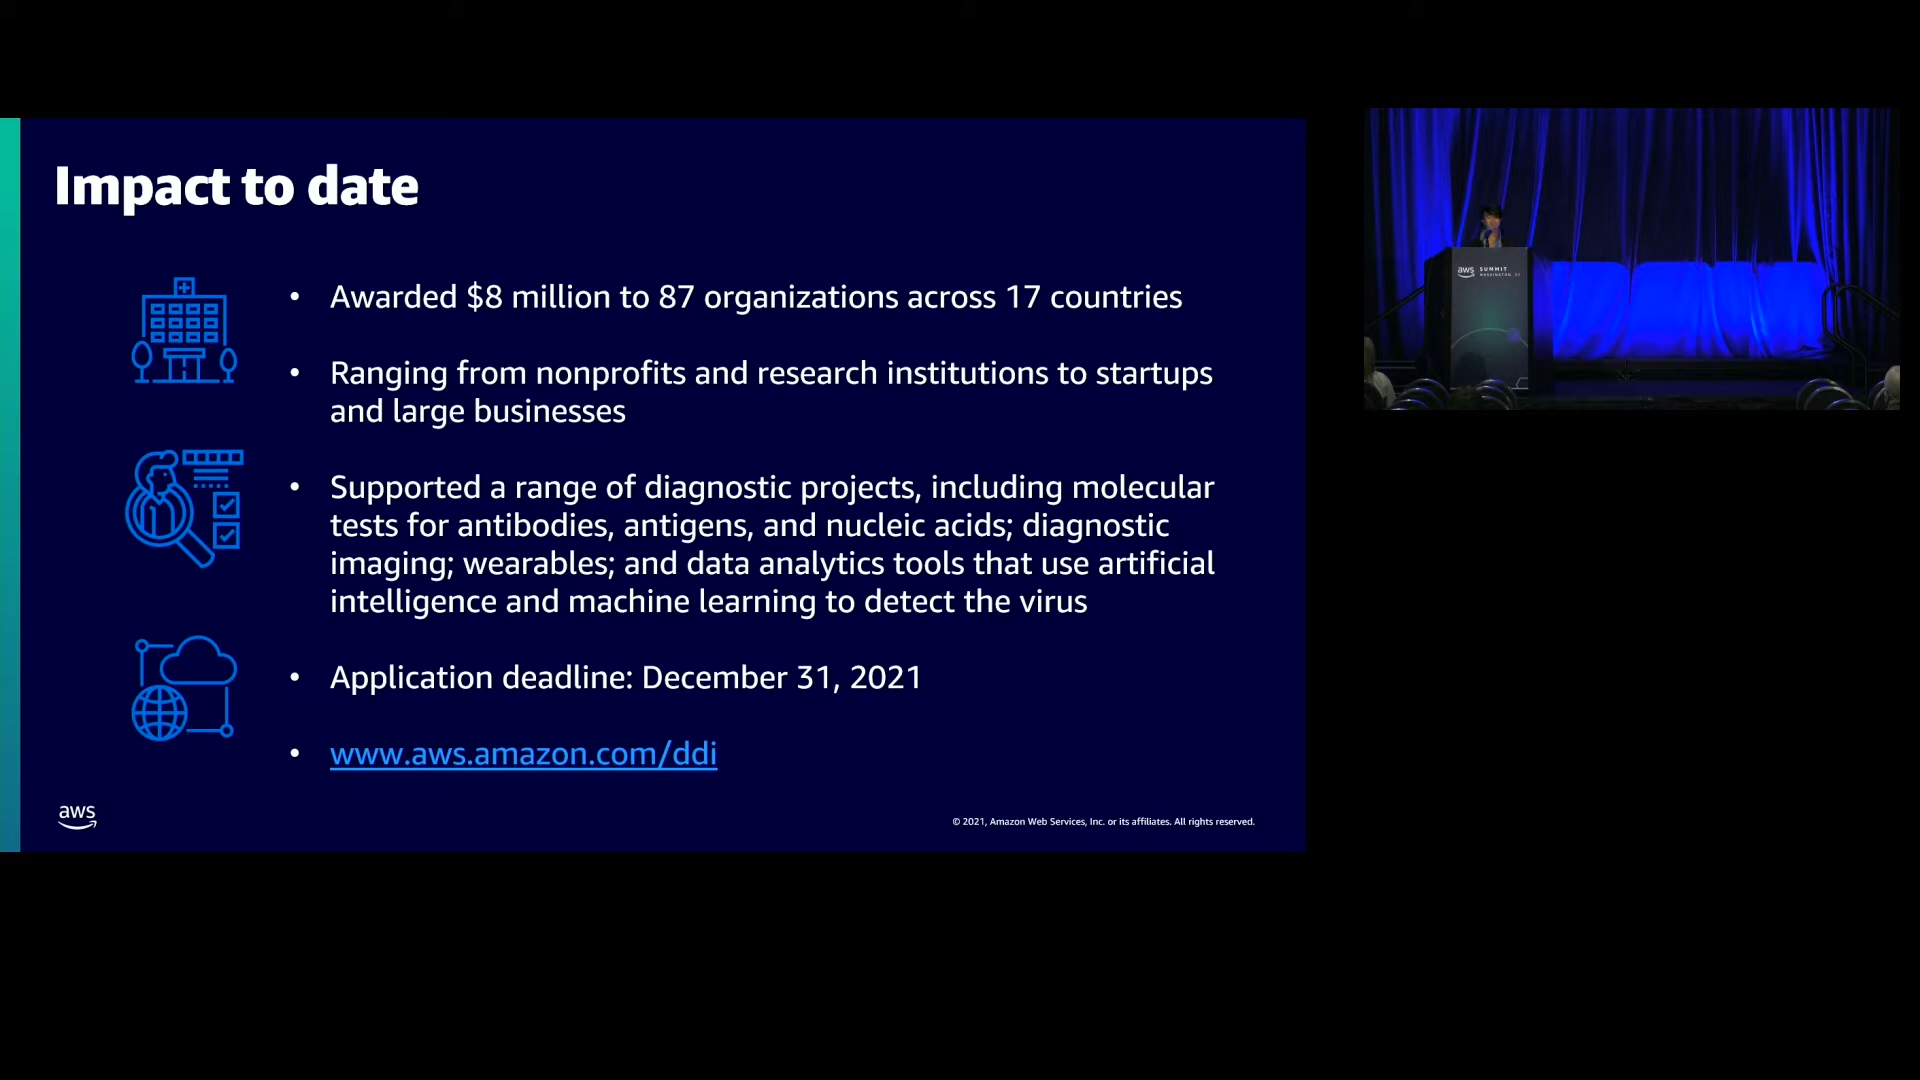 Impact to date
• Awarded $8 million to 87 organizations across 17 countries
• Ranging from nonprofits and research institutions to startups
and large businesses
• Supported a range of diagnostic projects, including molecular
tests for antibodies, antigens, and nucleic acids; diagnostic
imaging; wearables; and data analytics tools that use artificial
intelligence and machine learning to detect the virus
• Application deadline: December 31, 2021
• www.aws.amazon.com/ddi
aws
© 2021, Amazon Web Services, Inc. or its affiliates. All rights reserved.
aws SUMMIT
WASHINGTON, DC